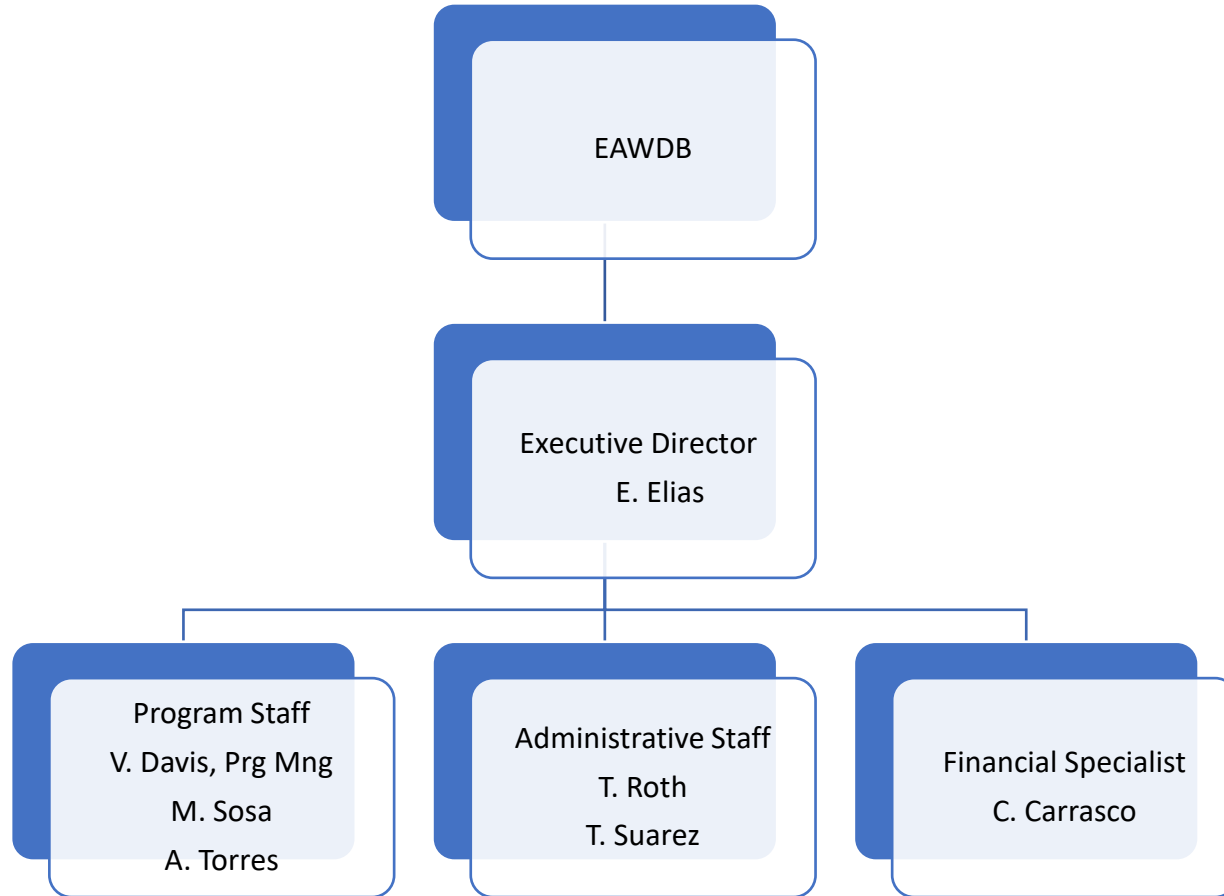 EAWDB
Executive Director
E. Elias
Program Staff
V. Davis, Prg Mng
M. Sosa
A. Torres
Administrative Staff
T. Roth
T. Suarez
Financial Specialist
C. Carrasco